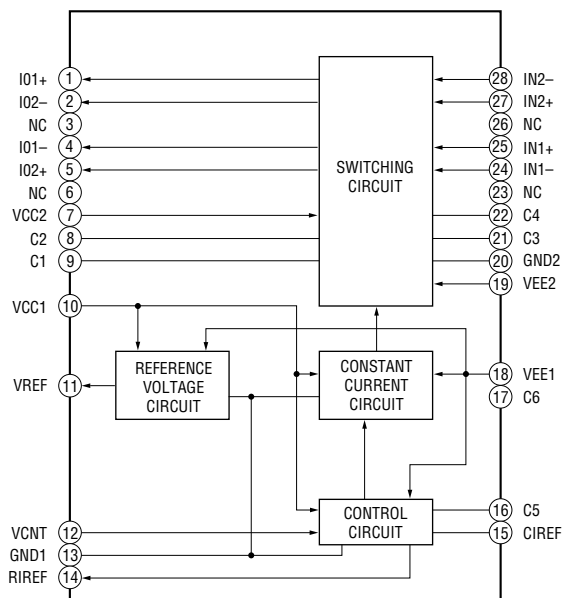 IO1+ 1
IO2− 2
NC 3
IO1− 4
IO2+ 5
NC 6
VCC2 7
C2 8
C1 9
VCC1 10
VREF 11
VCNT 12
GND1 13
RIREF 14
SWITCHING
CIRCUIT
REFERENCE
VOLTAGE
CIRCUIT
CONSTANT
CURRENT
CIRCUIT
CONTROL
CIRCUIT
28 IN2−
27 IN2+
26 NC
25 IN1+
24 IN1−
23 NC
22 C4
21 C3
20 GND2
19 VEE2
18 VEE1
17 C6
16 C5
15 CIREF